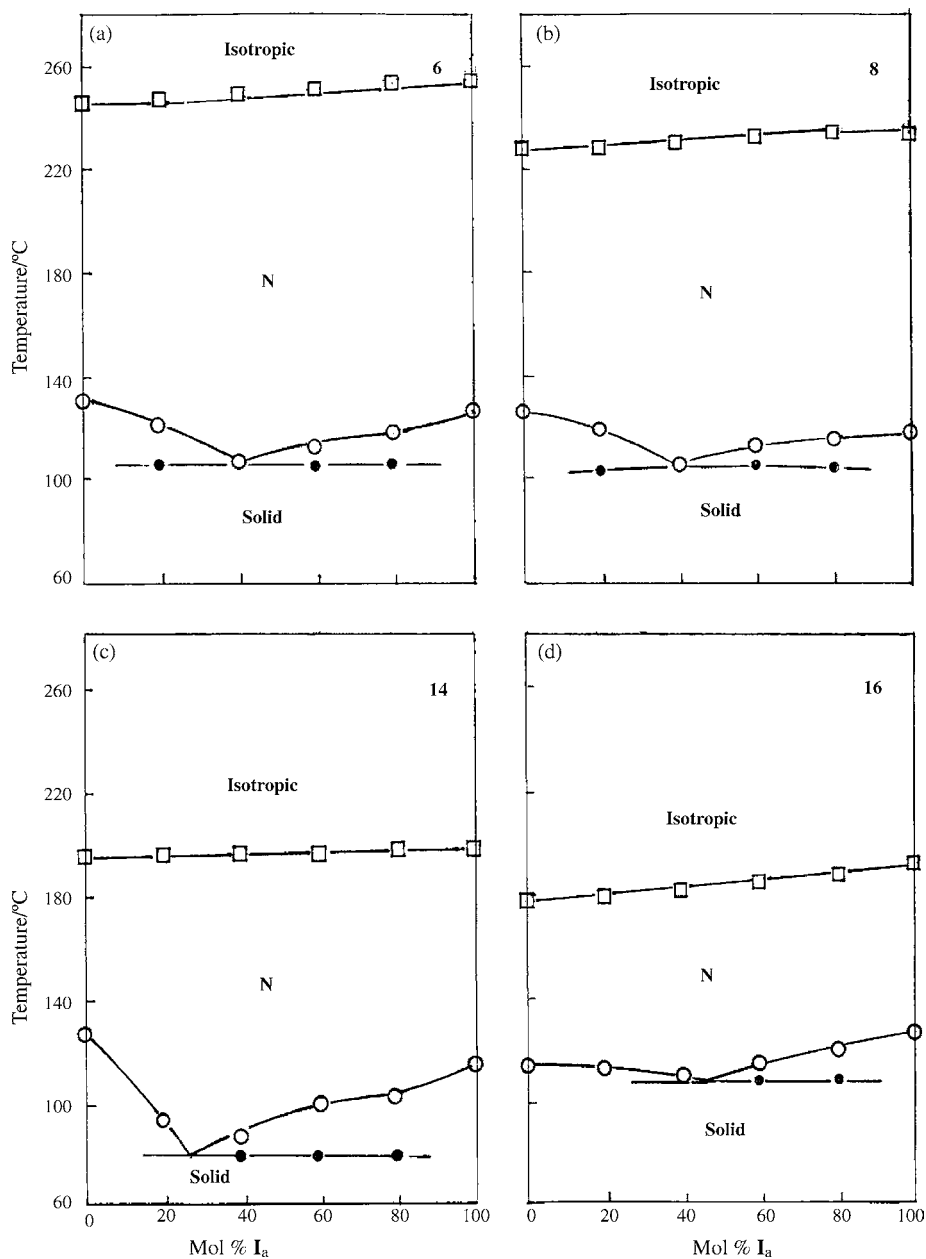 (a)
Isotropic
6
(b)
Isotropic
8
260
220
180
140
100
60
Temperature/°C
N
Solid
N
Solid
(c)
14
Isotropic
N
Solid
(d)
16
Isotropic
N
Solid
260
220
180
140
100
60
Temperature/°C
0 20 40 60 80 100
0 20 40 60 80 100
Mol % Ia
Mol % Ia